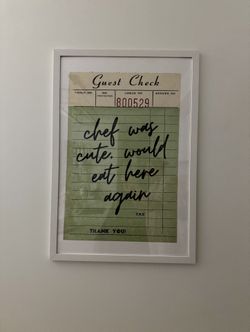 Guest Check
800529
chef was
cute. would
eat here
again
TAX
THANK YOU!